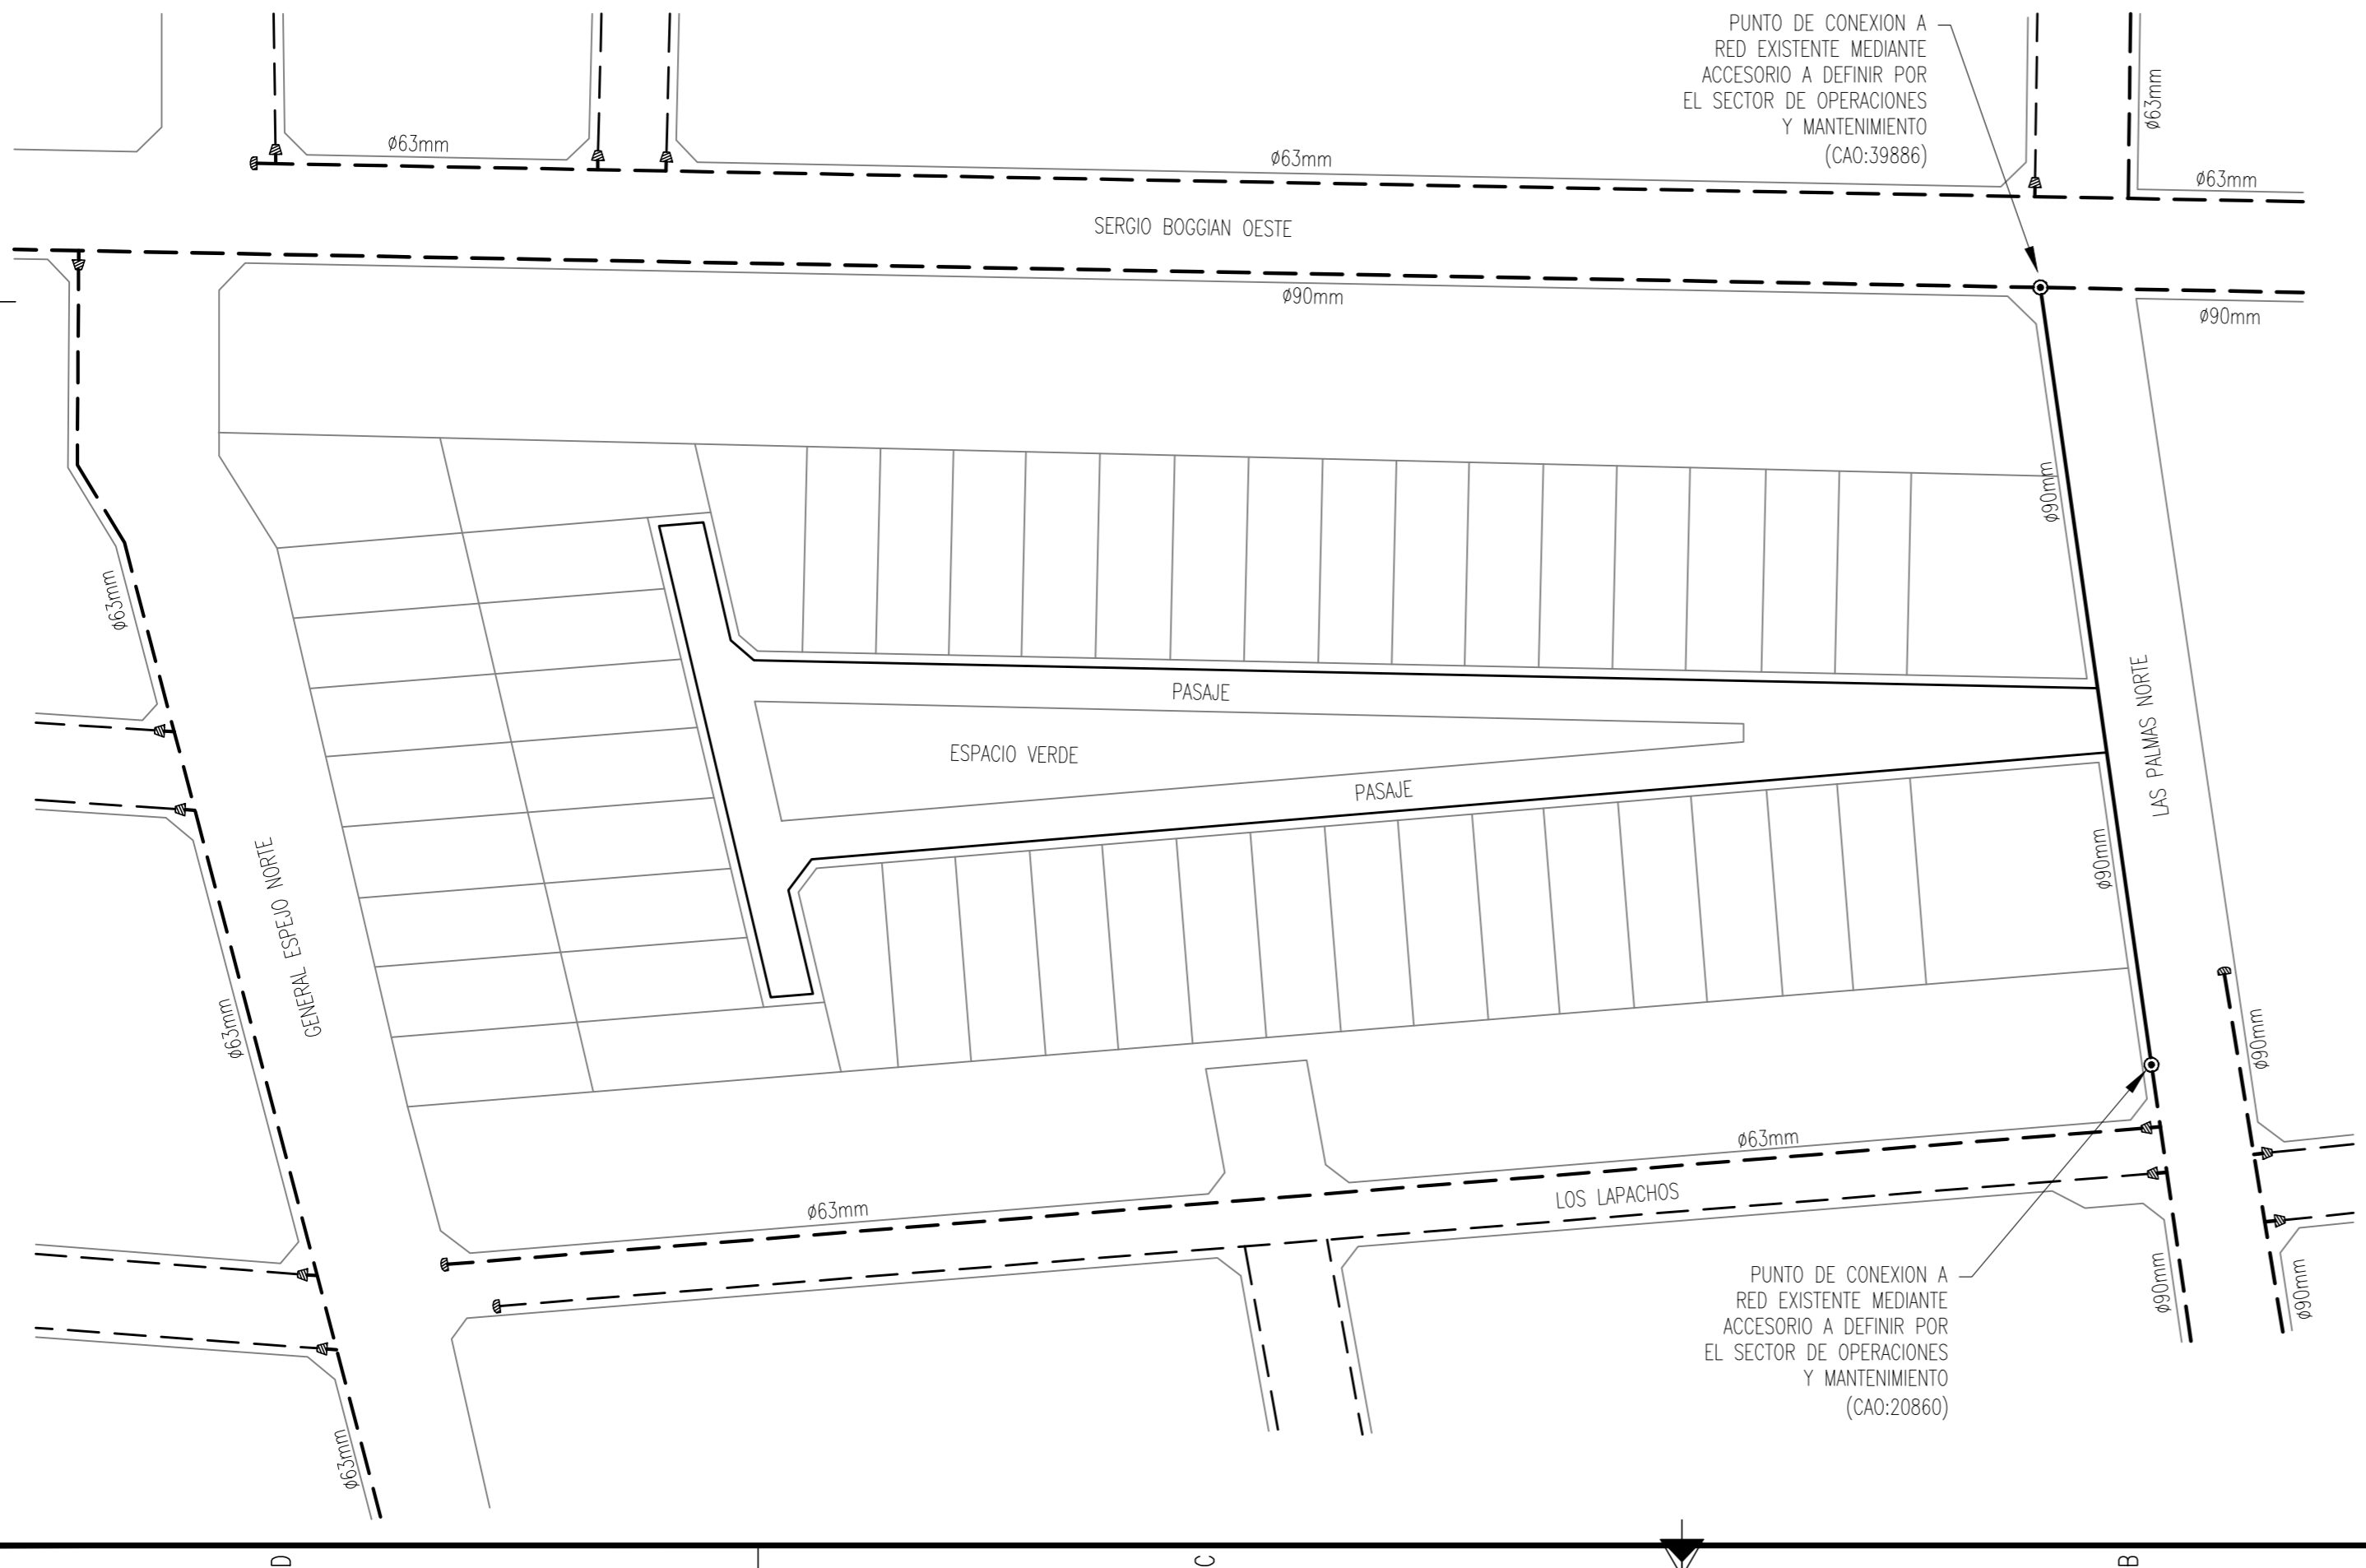 PUNTO DE CONEXION A
RED EXISTENTE MEDIANTE
ACCESORIO A DEFINIR POR
EL SECTOR DE OPERACIONES
Y MANTENIMIENTO
(CAO:39886)
ø63mm
ø63mm
ø63mm
ø63mm
SERGIO BOGGIAN OESTE
ø90mm
ø90mm
ø90mm
ø63mm
PASAJE
LAS PALMAS NORTE
ESPACIO VERDE
PASAJE
ø90mm
GENERAL ESPEJO NORTE
ø63mm
ø90mm
ø63mm
LOS LAPACHOS
ø63mm
PUNTO DE CONEXION A
RED EXISTENTE MEDIANTE
ACCESORIO A DEFINIR POR
EL SECTOR DE OPERACIONES
Y MANTENIMIENTO
(CAO:20860)
ø90mm
ø90mm
ø63mm
D
C
B